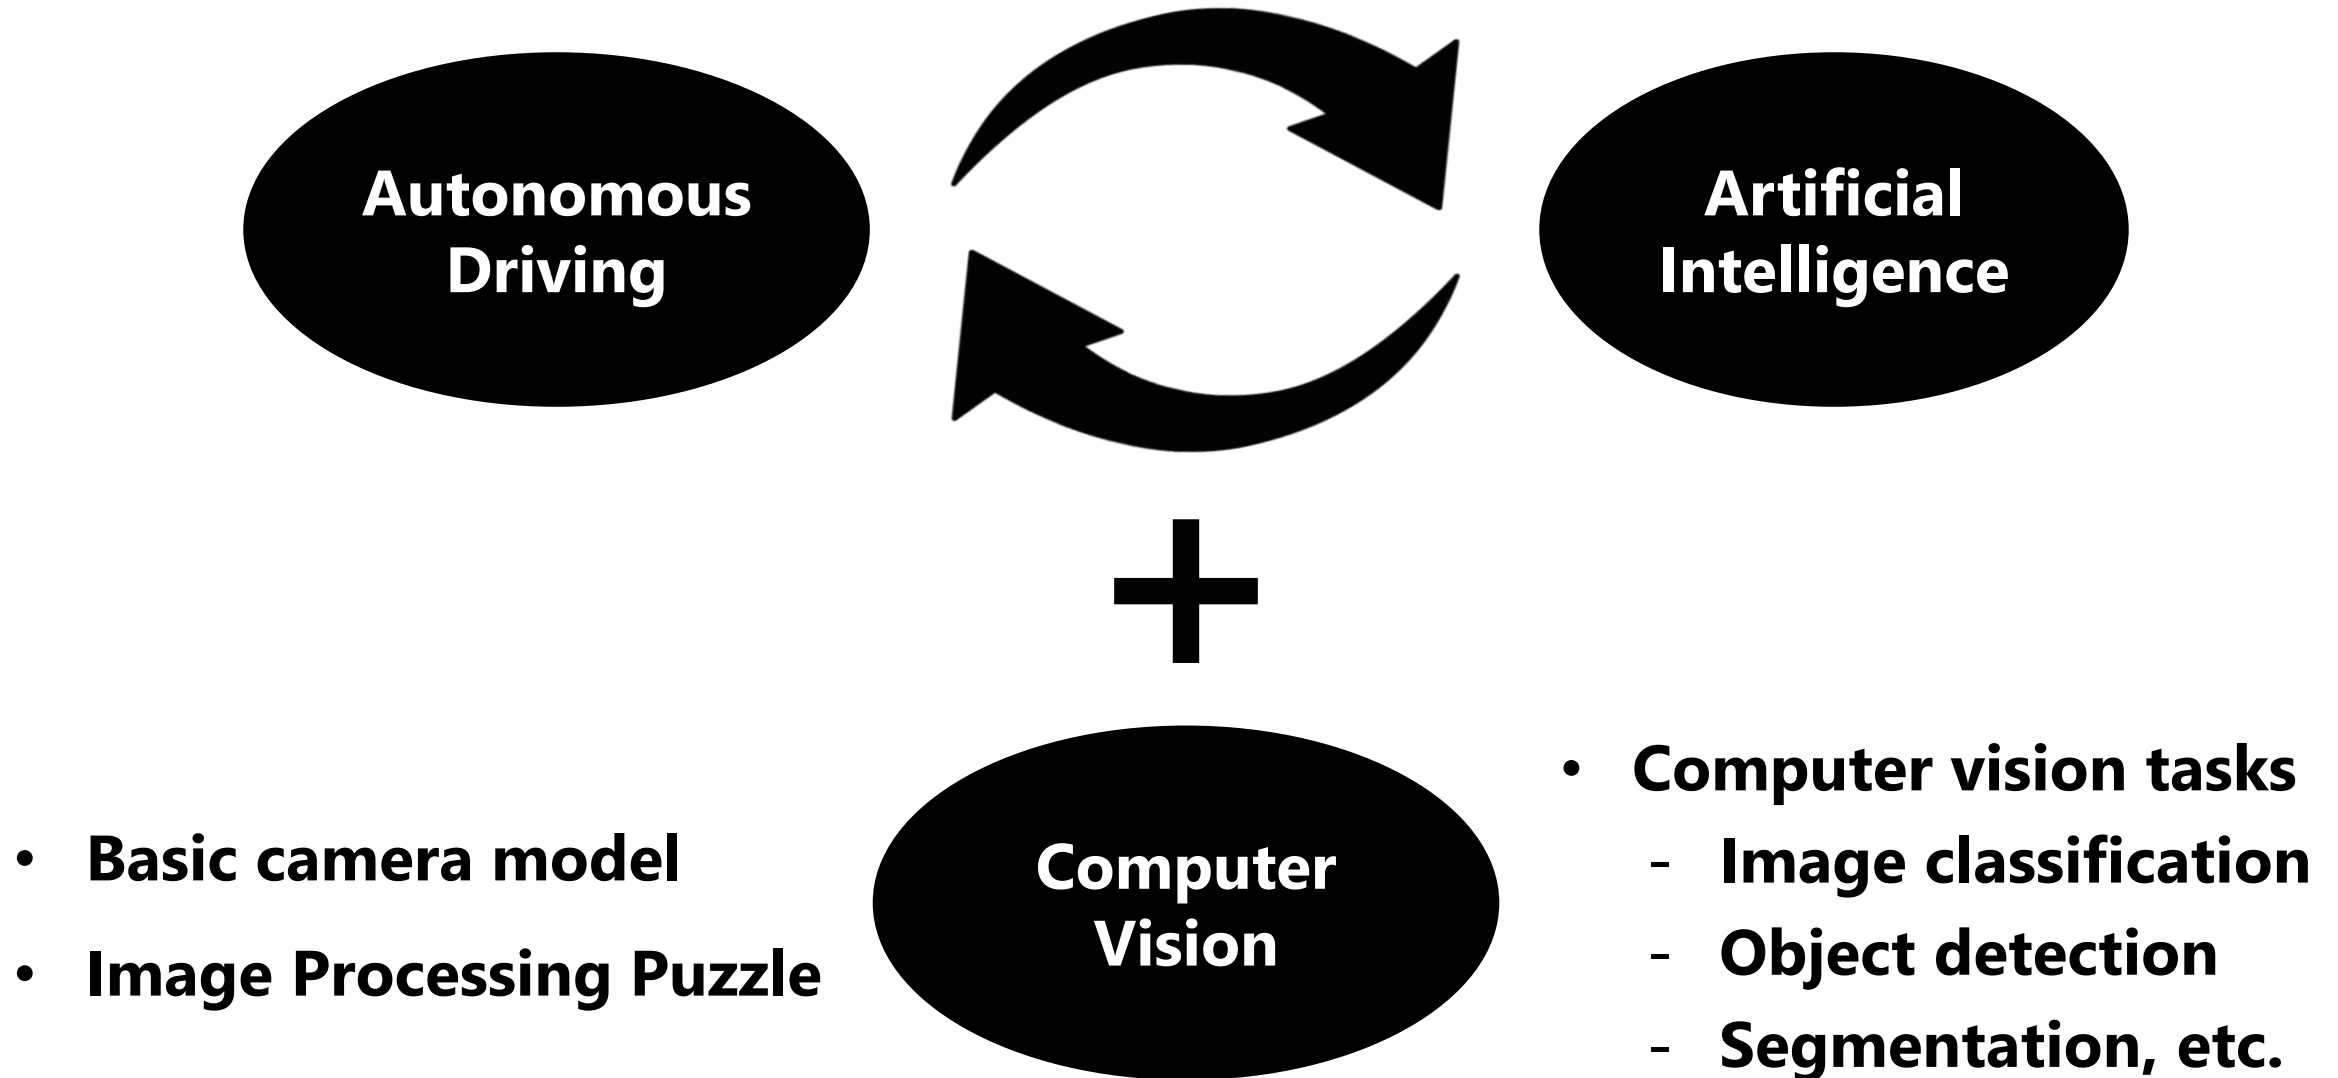 Autonomous
Driving
Artificial
Intelligence
+
Computer
Vision
• Basic camera model
• Image Processing Puzzle
• Computer vision tasks
- Image classification
- Object detection
- Segmentation, etc.